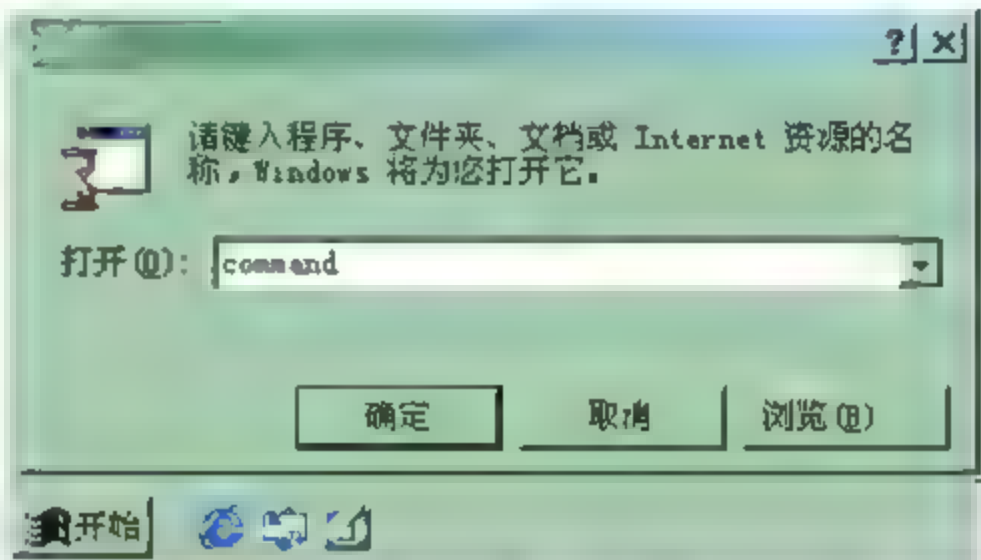 请键入程序、文件夹、文档或 Internet 资源的名
称，Windows 将为您打开它。
打开(O):
command
确定
取消
浏览(B)
开始